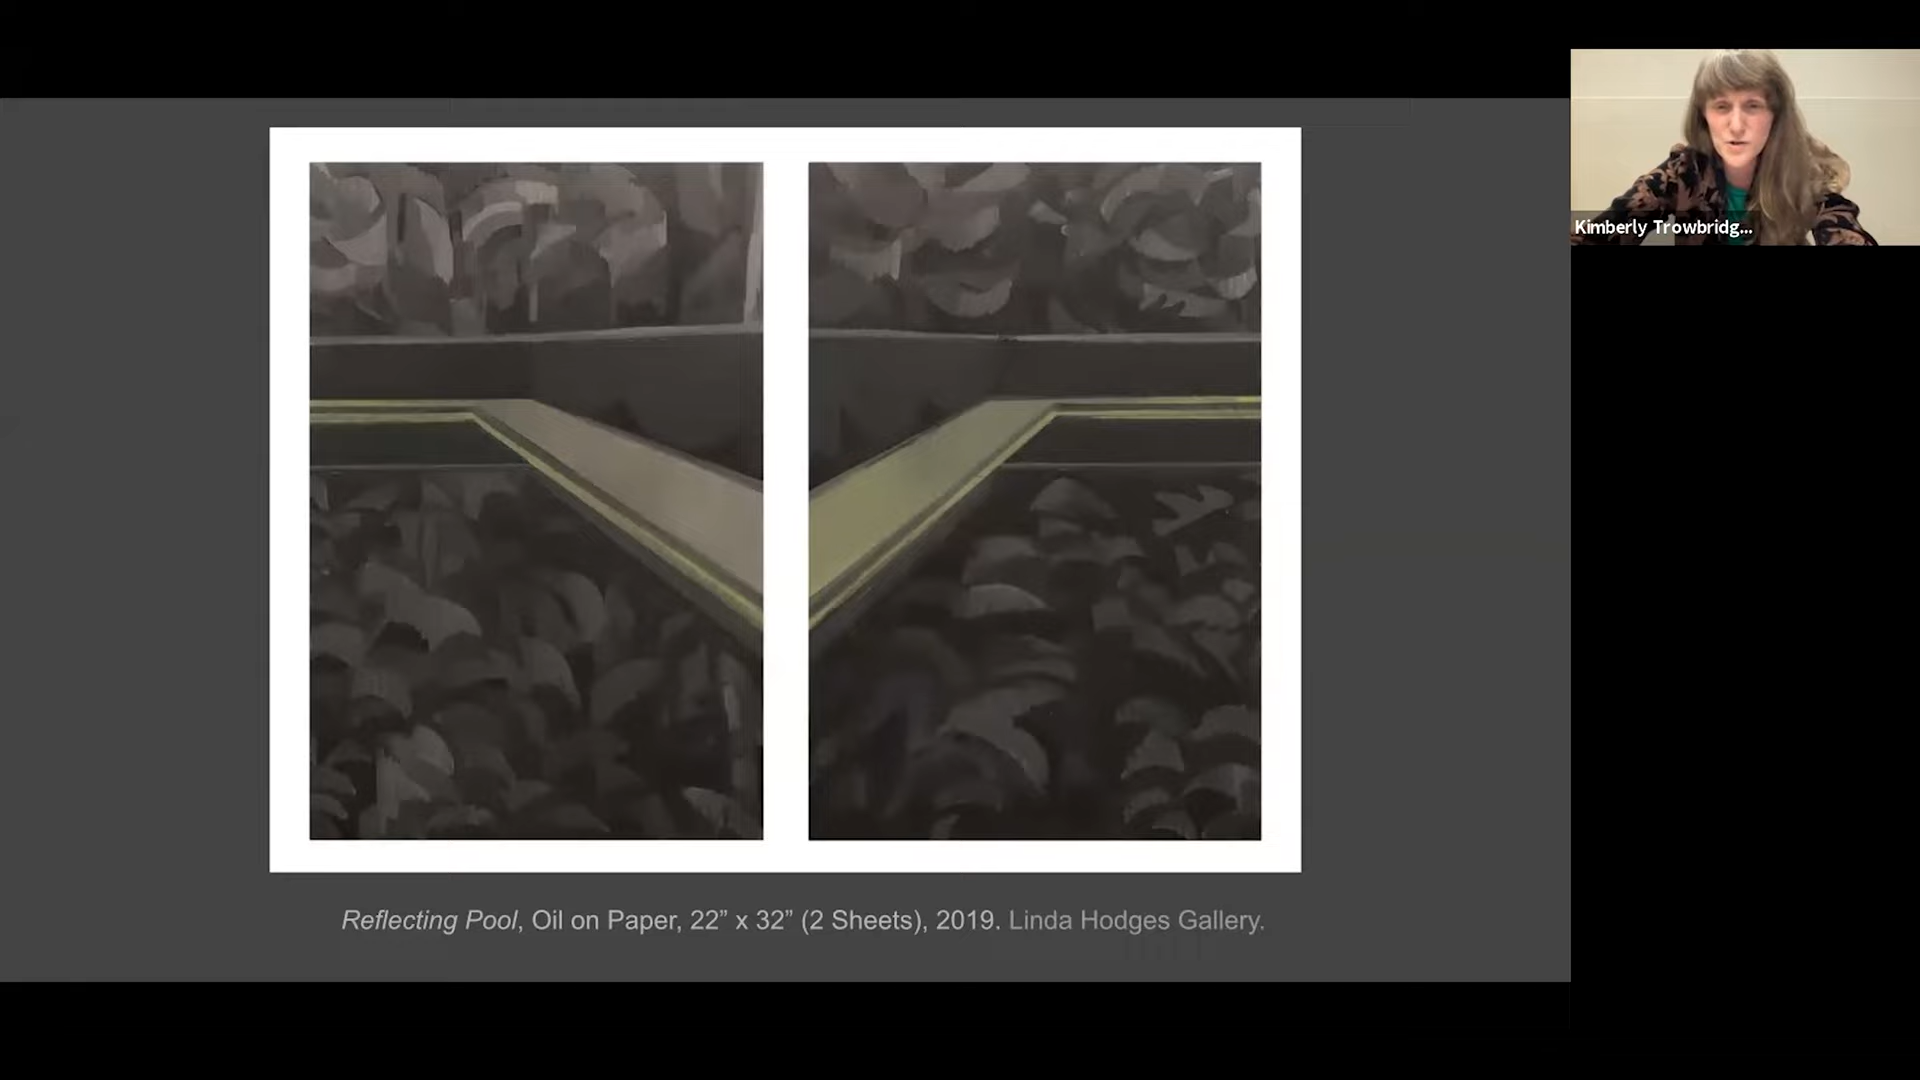 Kimberly Trowbridg...
Reflecting Pool, Oil on Paper, 22” x 32” (2 Sheets), 2019. Linda Hodges Gallery.